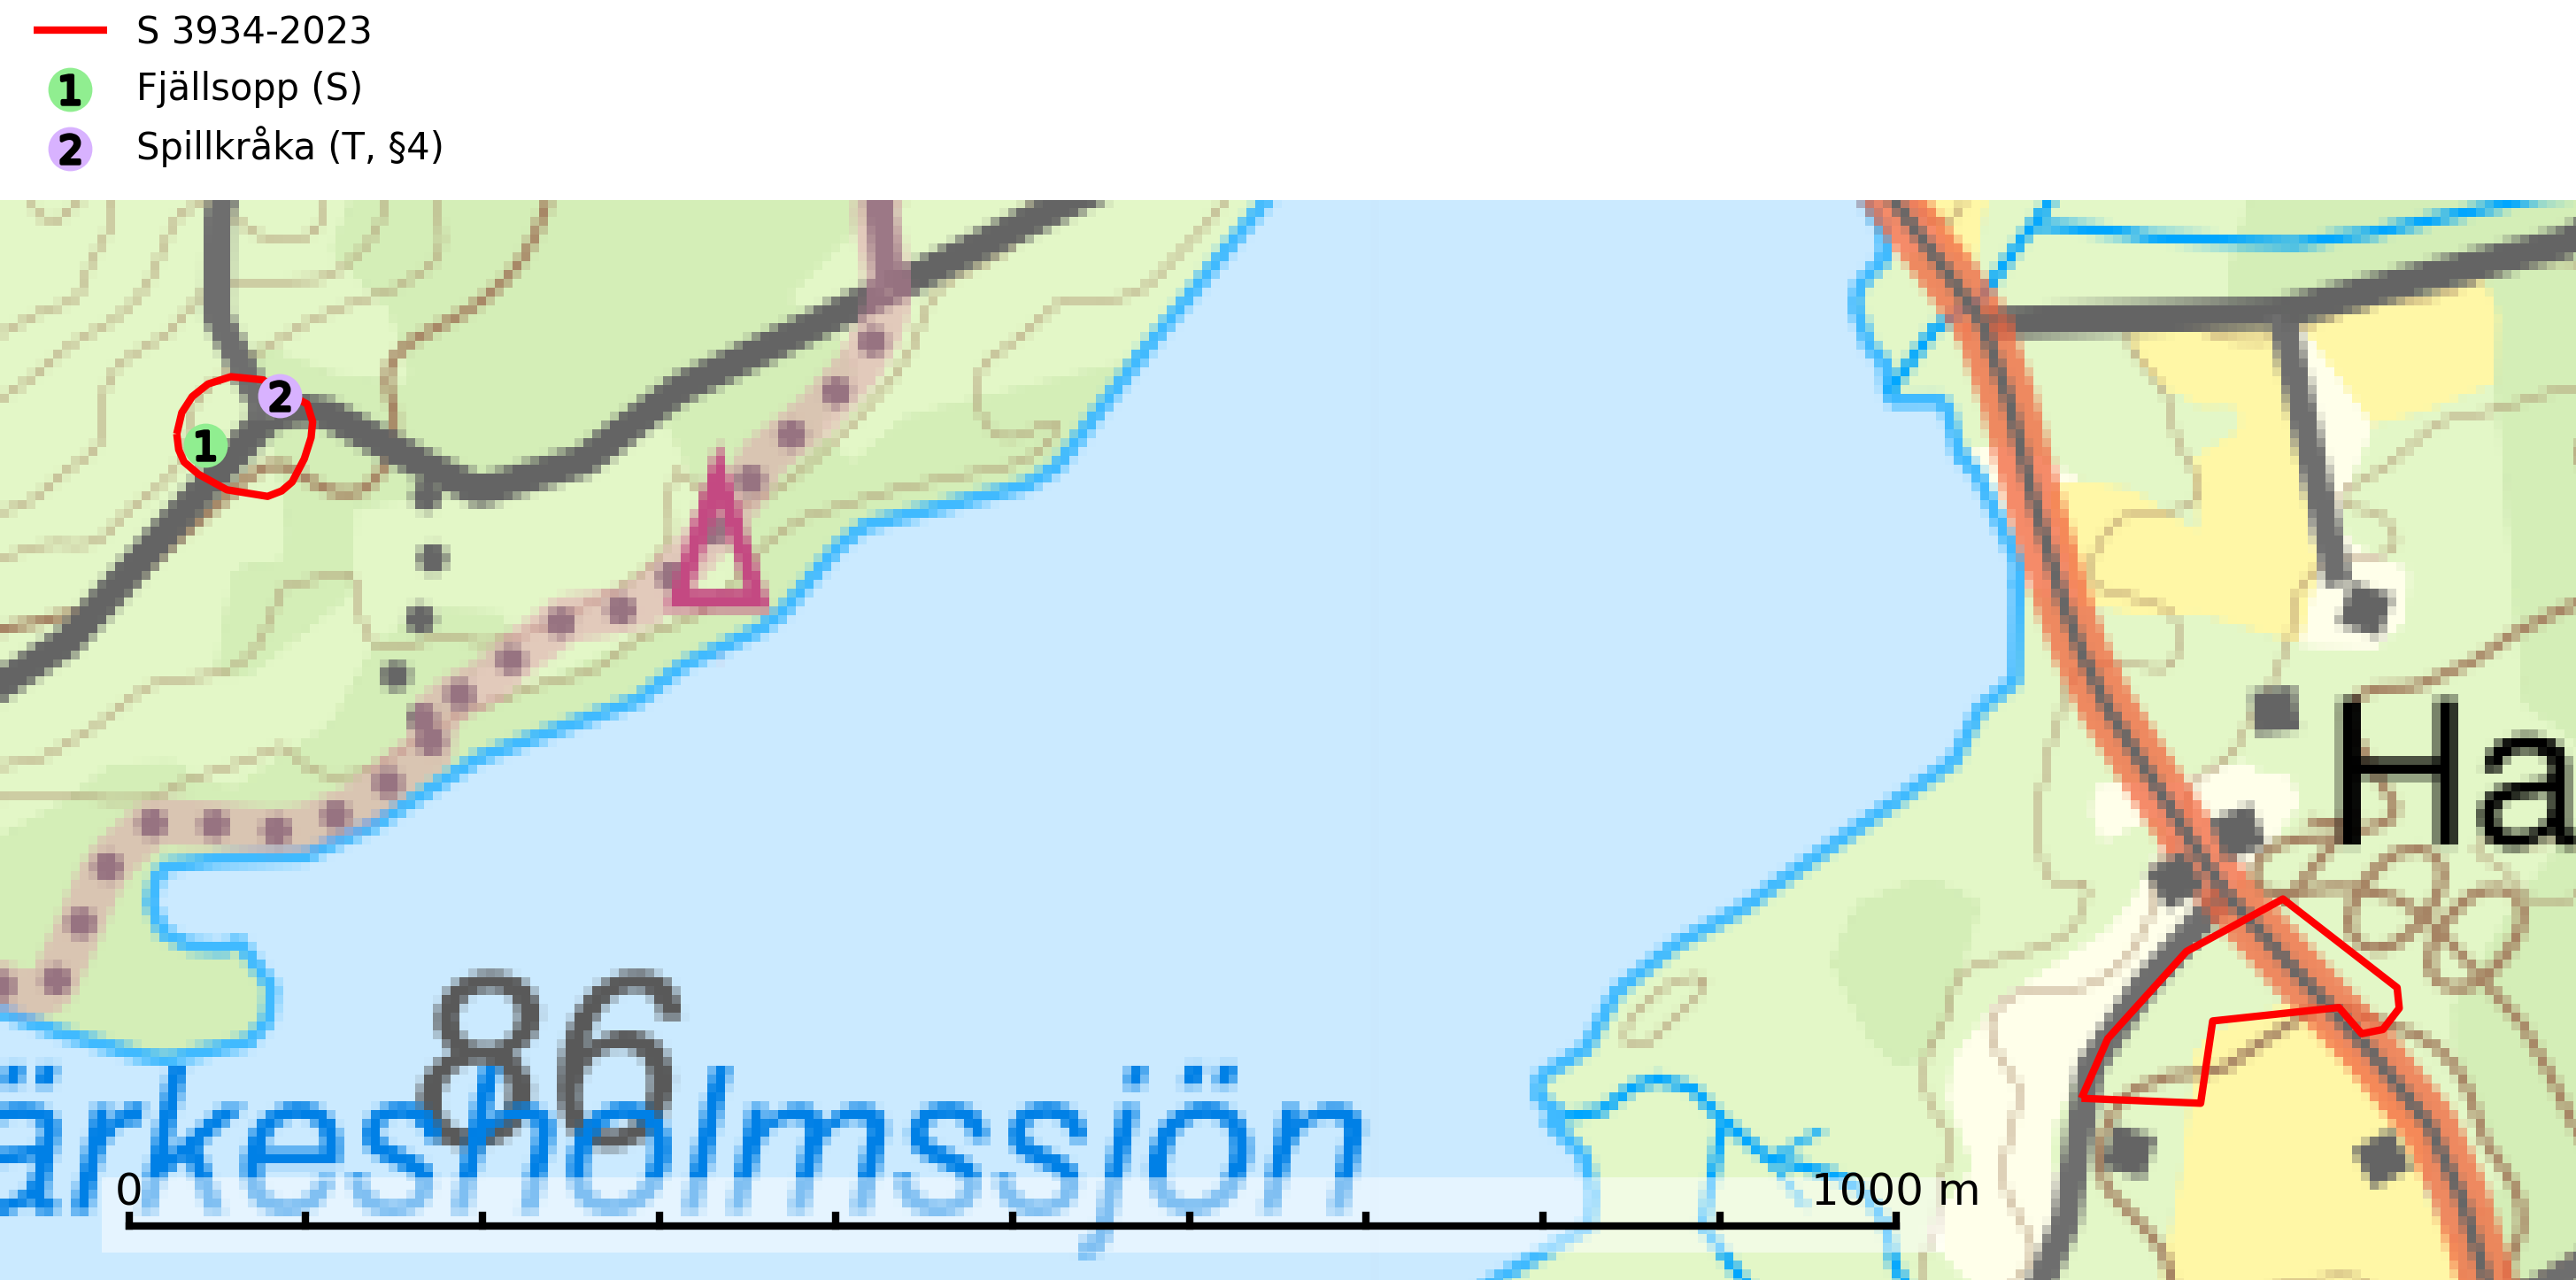 S 3934-2023
1 Fjällsopp (S)
2 Spillkråka (T, §4)
2
1
Ha
86
ärkesholmssjön
0 1000 m